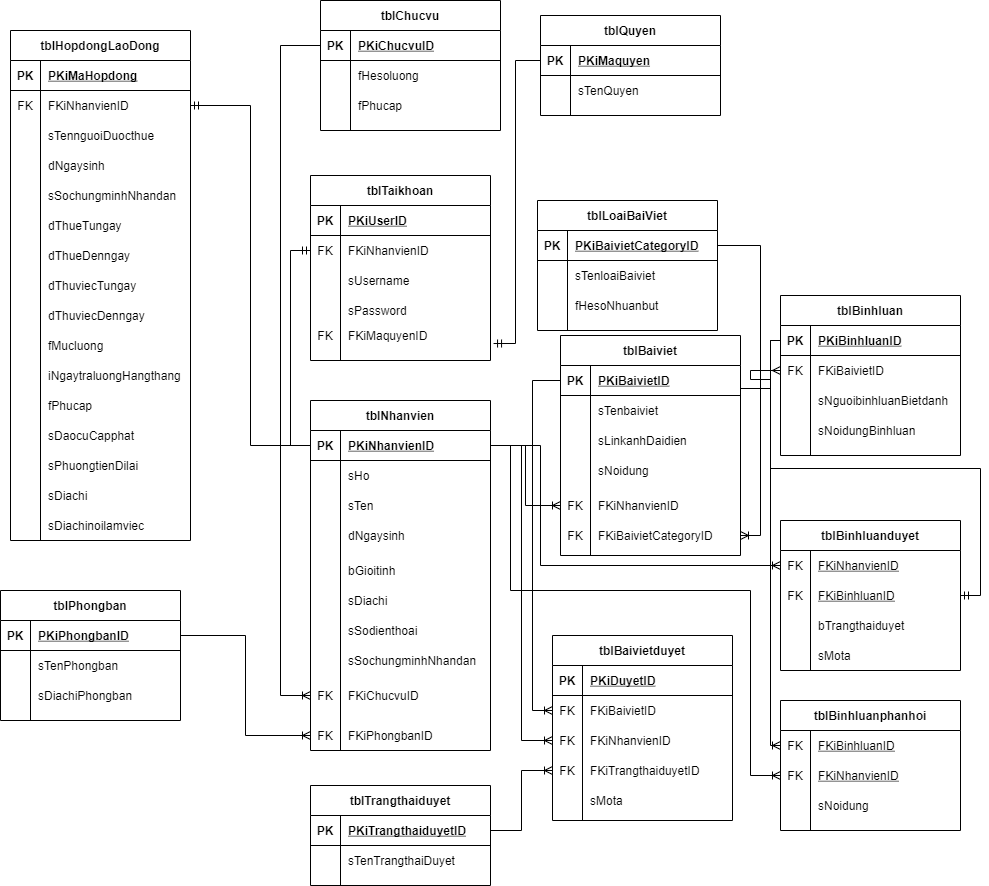 tblHopdongLaoDong
PK PKiMaHopdong
FK FKiNhanvienID
sTennguoiDuocthue
dNgaysinh
sSochungminhNhandan
dThueTungay
dThueDenngay
dThuviecTungay
dThuviecDenngay
fMucluong
iNgaytraluongHangthang
fPhucap
sDaocuCapphat
sPhuongtienDilai
sDiachi
sDiachinoilamviec
tblPhongban
PK PKiPhongbanID
sTenPhongban
sDiachiPhongban
tblChucvu
PK PKiChucvuID
fHesoluong
fPhucap
tblTaikhoan
PK PKiUserID
FK FKiNhanvienID
sUsername
sPassword
FK FKiMaquyenID
tblNhanvien
PK PKiNhanvienID
sHo
sTen
dNgaysinh
bGioitinh
sDiachi
sSodienthoai
sSochungminhNhandan
FK FKiChucvuID
FK FKiPhongbanID
tblTrangthaiduyet
PK PKiTrangthaiduyetID
sTenTrangthaiDuyet
tblQuyen
PK PKiMaquyen
sTenQuyen
tblLoaiBaiViet
PK PKiBaivietCategoryID
sTenloaiBaiviet
fHesoNhuanbut
tblBaiviet
PK PKiBaivietID
sTenbaiviet
sLinkanhDaidien
sNoidung
FK FKiNhanvienID
FK FKiBaivietCategoryID
tblBaivietduyet
PK PKiDuyetID
FK FKiBaivietID
FK FKiNhanvienID
FK FKiTrangthaiduyetID
sMota
tblBinhluan
PK PKiBinhluanID
FK FKiBaivietID
sNguoibinhluanBietdanh
sNoidungBinhluan
tblBinhluanduyet
FK FKiNhanvienID
FK FKiBinhluanID
bTrangthaiduyet
sMota
tblBinhluanphanhoi
FK FKiBinhluanID
FK FKiNhanvienID
sNoidung